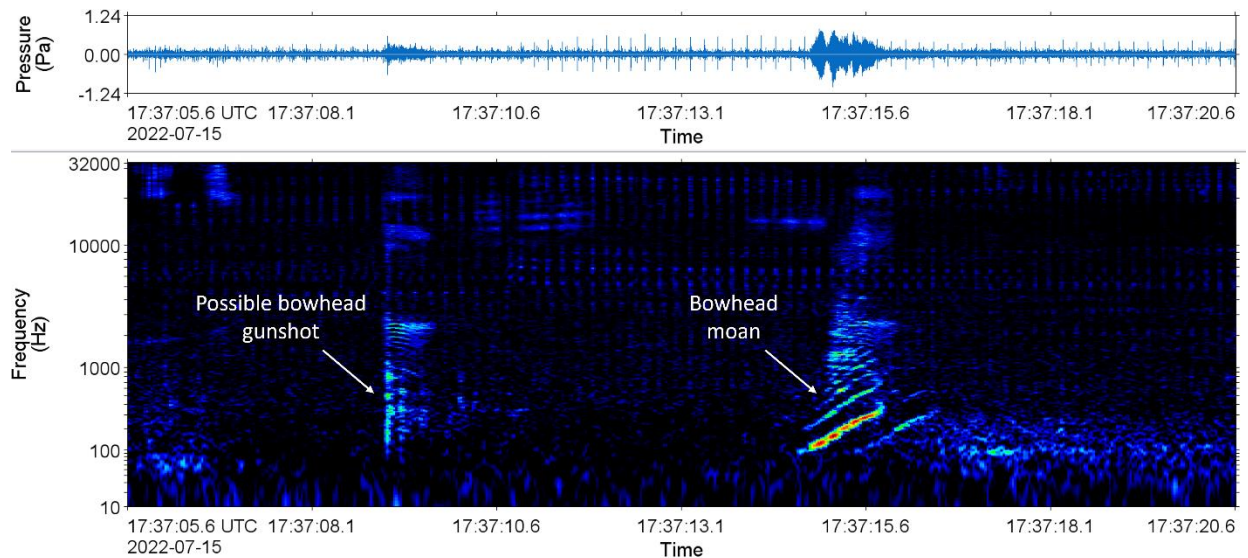 1.24
0.00
-1.24
Pressure
(Pa)
17:37:05.6 UTC 17:37:08.1 17:37:10.6 17:37:13.1 17:37:15.6 17:37:18.1 17:37:20.6
2022-07-15
Time
32000
10000
1000
100
10
Frequency
(Hz)
Possible bowhead
gunshot
Bowhead
moan
17:37:05.6 UTC 17:37:08.1 17:37:10.6 17:37:13.1 17:37:15.6 17:37:18.1 17:37:20.6
2022-07-15
Time